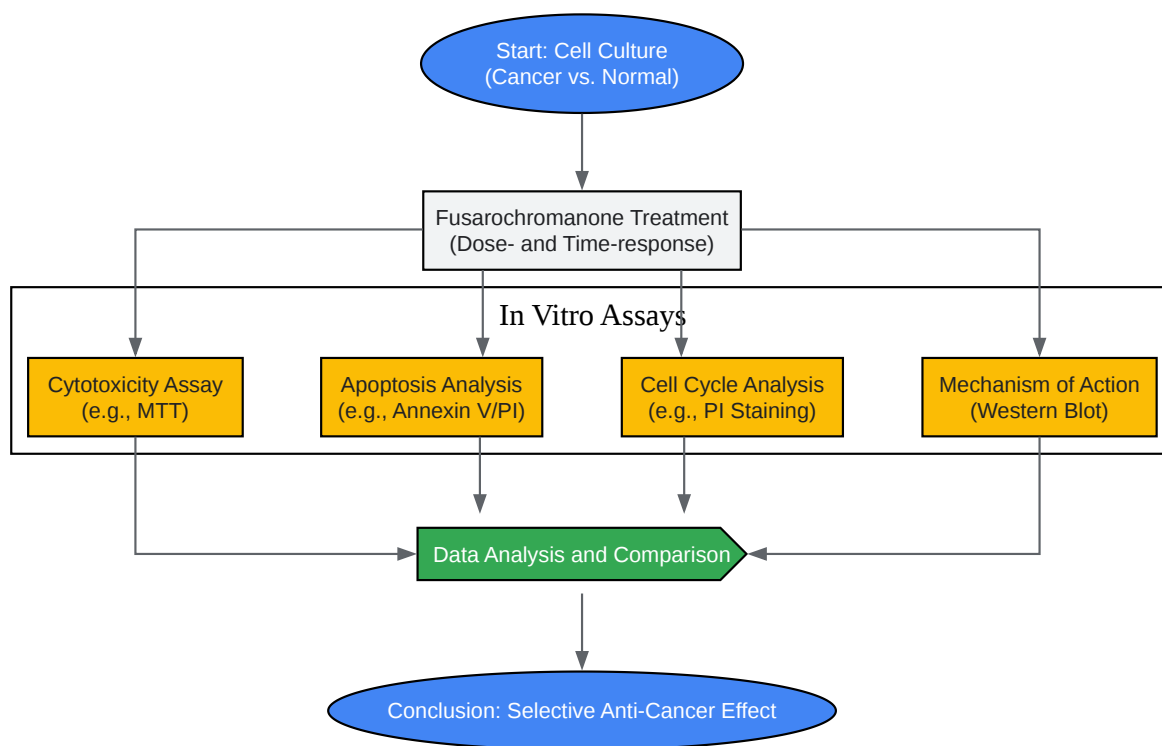 Start: Cell Culture
(Cancer vs. Normal)
Fusarochromanone Treatment
(Dose- and Time-response)
In Vitro Assays
Cytotoxicity Assay
(e.g., MTT)
Apoptosis Analysis
(e.g., Annexin V/PI)
Cell Cycle Analysis
(e.g., PI Staining)
Mechanism of Action
(Western Blot)
Data Analysis and Comparison
Conclusion: Selective Anti-Cancer Effect